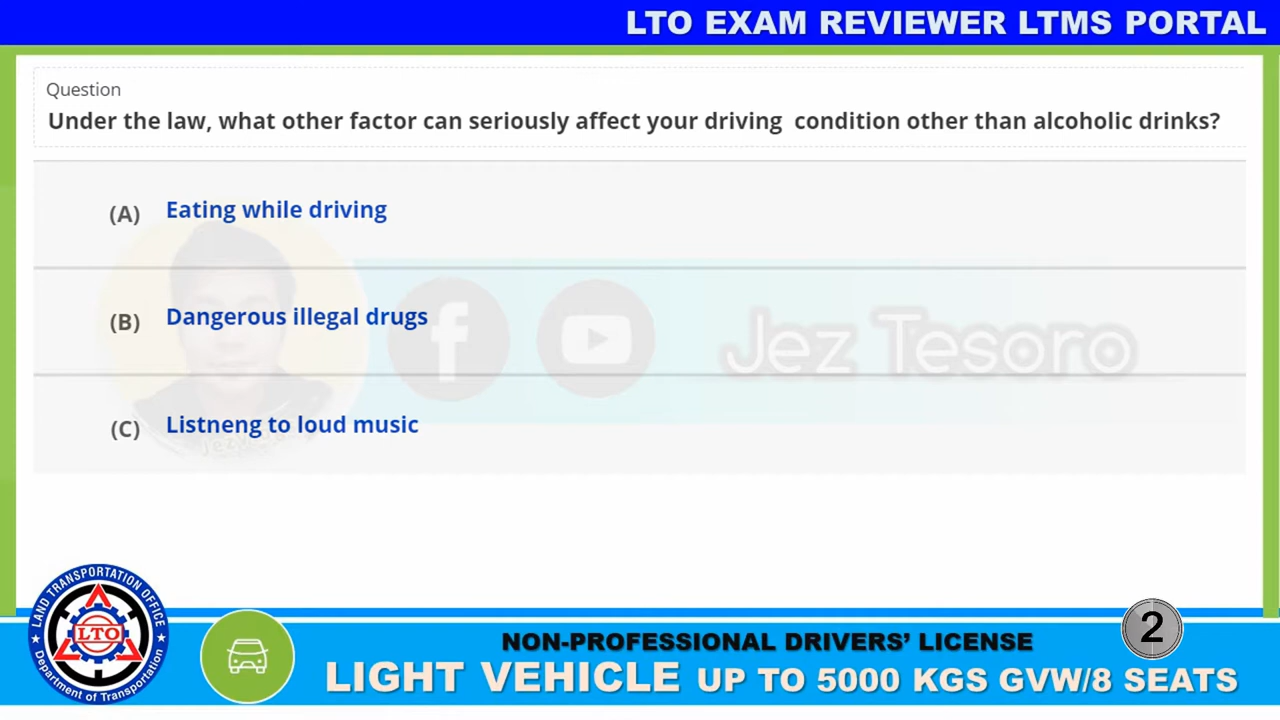 LTO EXAM REVIEWER LTMS PORTAL
Question
Under the law, what other factor can seriously affect your driving condition other than alcoholic drinks?
(A) Eating while driving
(B) Dangerous illegal drugs
(C) Listneng to loud music
Jez Tesoro
LAND TRANSPORTATION OFFICE
LTO
Department of Transportation
NON-PROFESSIONAL DRIVERS’ LICENSE
2
LIGHT VEHICLE UP TO 5000 KGS GVW/8 SEATS